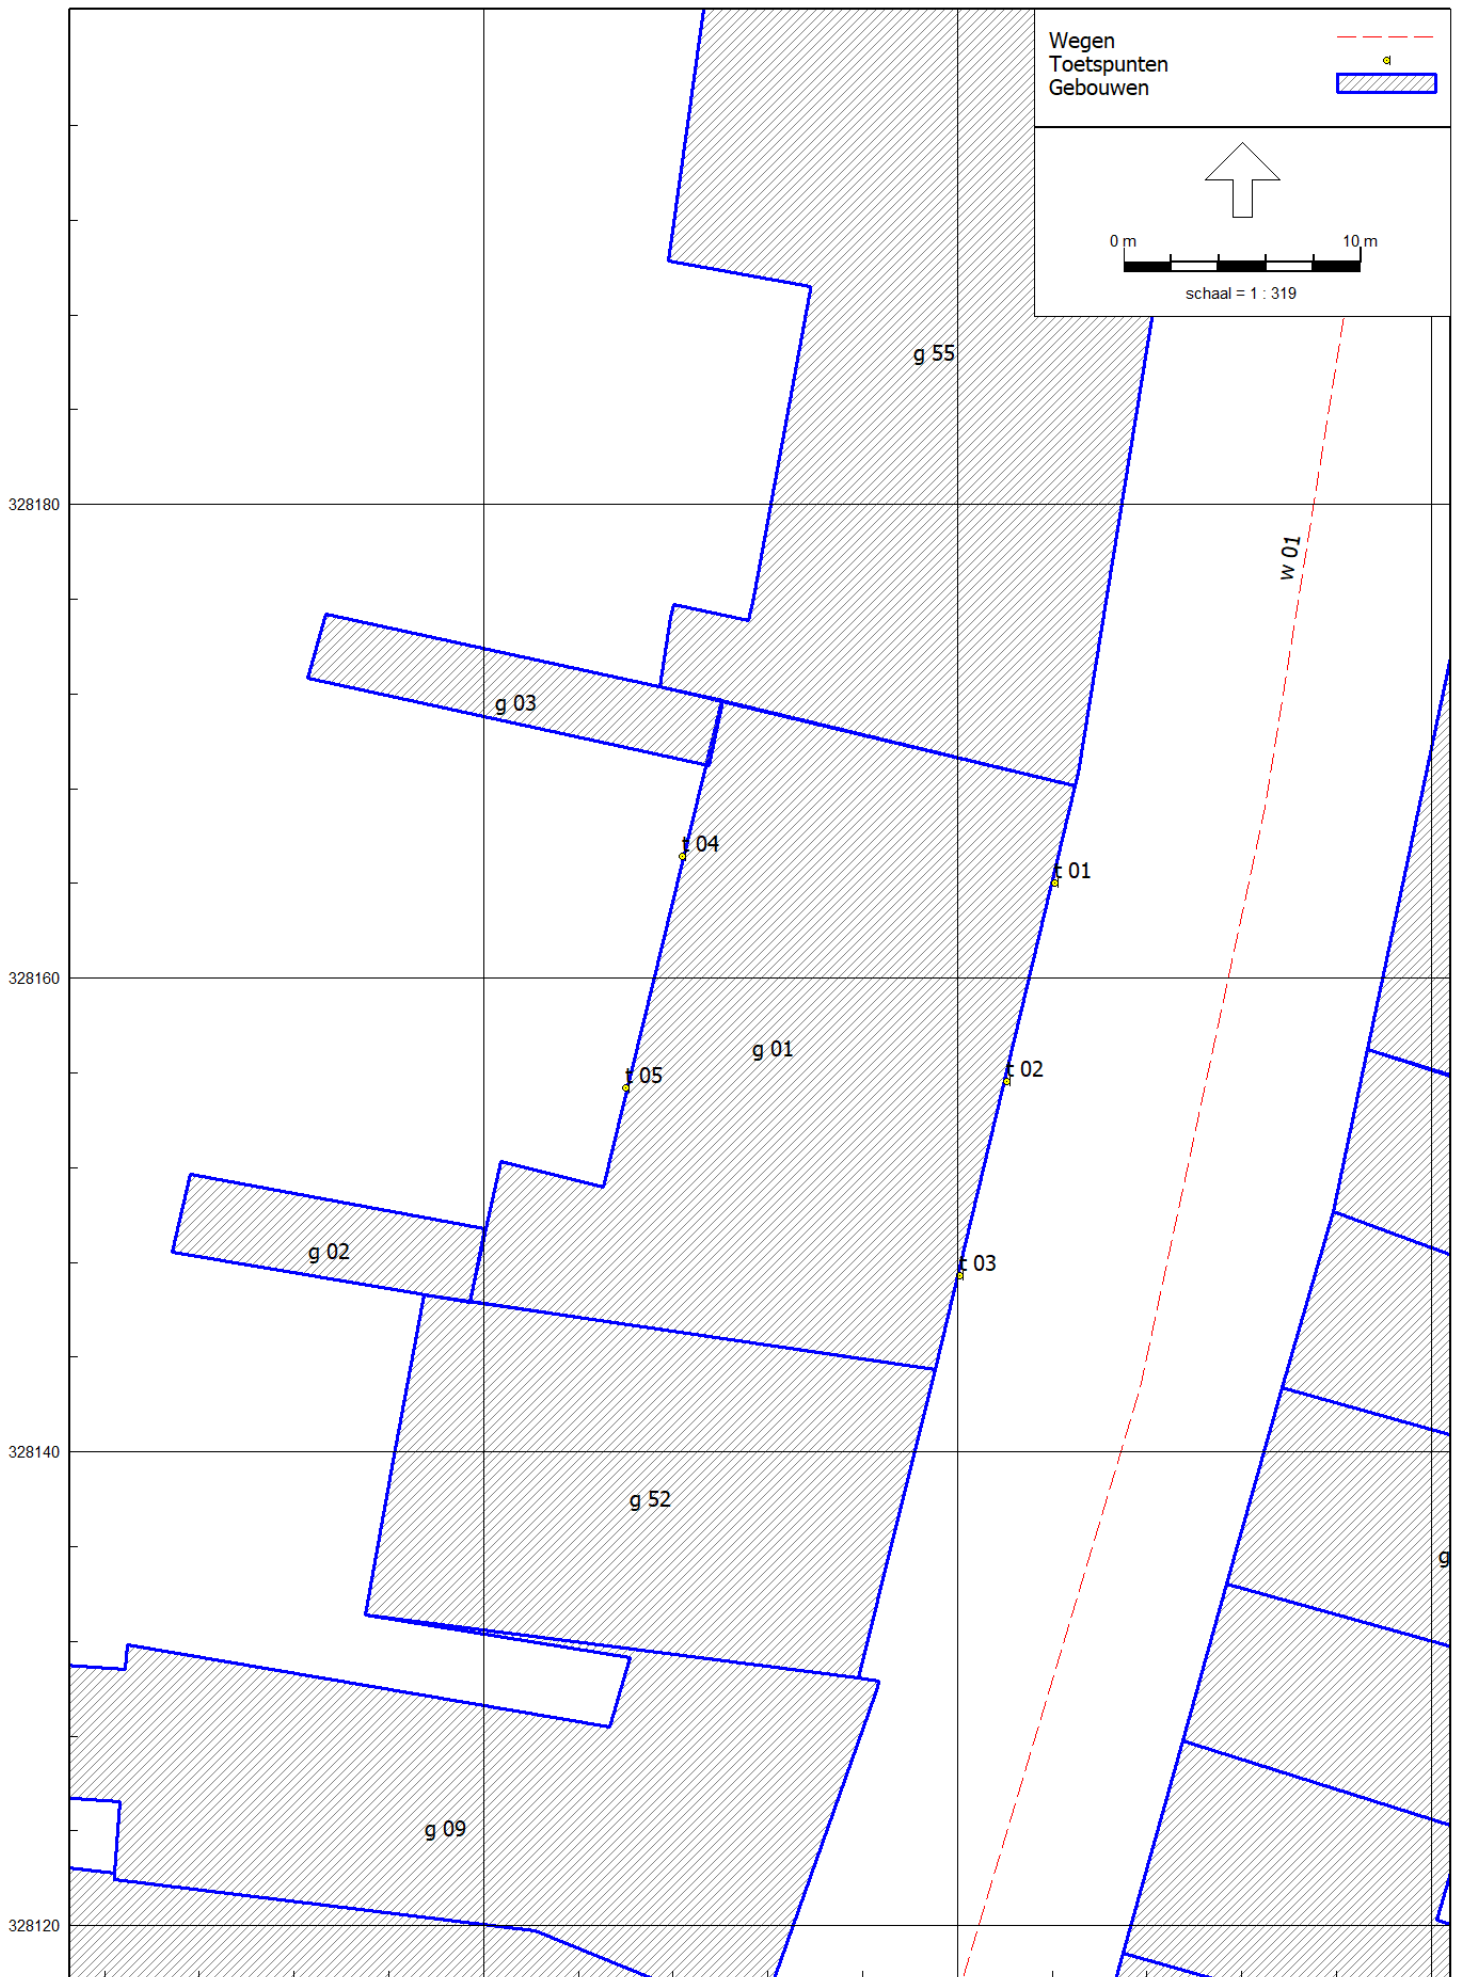 Wegen
Toetspunten
Gebouwen
0 m
10 m
schaal = 1 : 319
g 55
328180
w 01
g 03
t 04
t 01
328160
g 01
t 05
t 02
g 02
t 03
328140
g 52
g
g 09
328120